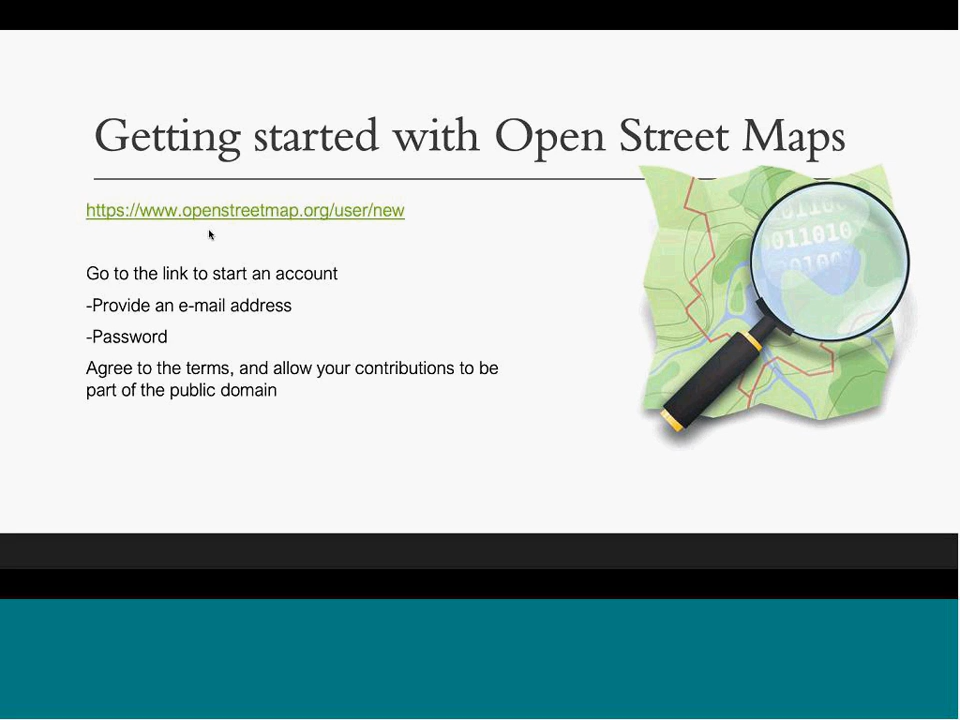 Getting started with Open Street Maps
https://www.openstreetmap.org/user/new
Go to the link to start an account
-Provide an e-mail address
-Password
Agree to the terms, and allow your contributions to be
part of the public domain
011010